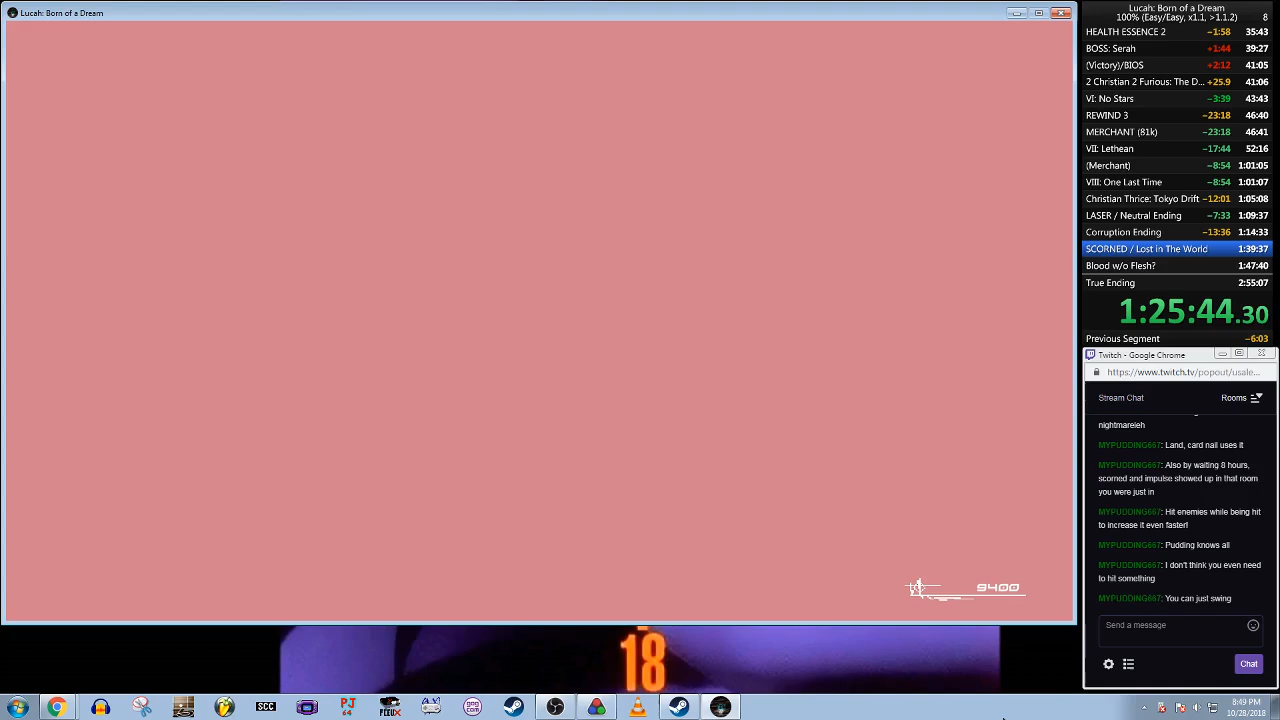 Lucah: Born of a Dream
9400
18
Lucah: Born of a Dream
100% (Easy/Easy, x1.1, >1.1.2) 8
HEALTH ESSENCE 2 −1:58 35:43
BOSS: Serah +1:44 39:27
(Victory)/BIOS +2:12 41:05
2 Christian 2 Furious: The D... +25.9 41:06
VI: No Stars −3:39 43:43
REWIND 3 −23:18 46:40
MERCHANT (81k) −23:18 46:41
VII: Lethean −17:44 52:16
(Merchant) −8:54 1:01:05
VIII: One Last Time −8:54 1:01:07
Christian Thrice: Tokyo Drift −12:01 1:05:08
LASER / Neutral Ending −7:33 1:09:37
Corruption Ending −13:36 1:14:33
SCORNED / Lost in The World 1:39:37
Blood w/o Flesh? 1:47:40
True Ending 2:55:07
1:25:44.30
Previous Segment −6:03
Twitch - Google Chrome
https://www.twitch.tv/popout/usale...
Stream Chat Rooms
nightmareieh
MYPUDDING667: Land, card nail uses it
MYPUDDING667: Also by waiting 8 hours,
scorned and impulse showed up in that room
you were just in
MYPUDDING667: Hit enemies while being hit
to increase it even faster!
MYPUDDING667: Pudding knows all
MYPUDDING667: I don't think you even need
to hit something
MYPUDDING667: You can just swing
Send a message
Chat
SCC
PJ
64
8:49 PM
10/28/2018